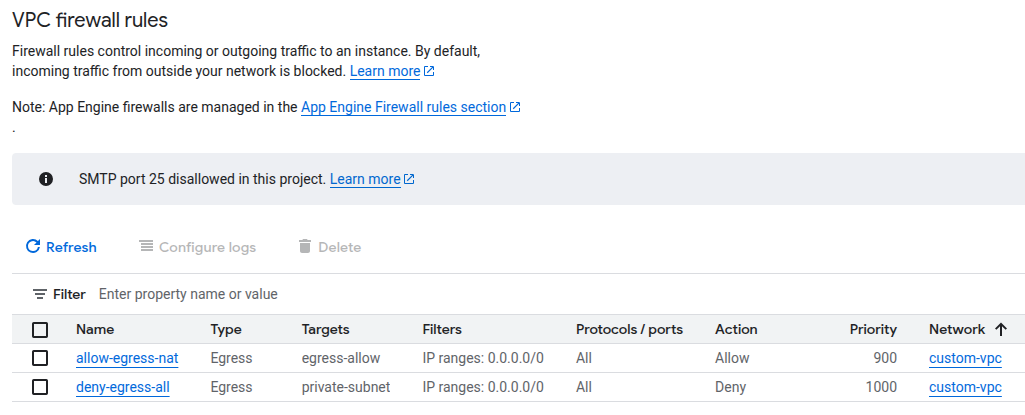 VPC firewall rules
Firewall rules control incoming or outgoing traffic to an instance. By default,
incoming traffic from outside your network is blocked. Learn more
Note: App Engine firewalls are managed in the App Engine Firewall rules section
.
SMTP port 25 disallowed in this project. Learn more
Refresh Configure logs Delete
Filter Enter property name or value
Name Type Targets Filters Protocols / ports Action Priority Network
allow-egress-nat Egress egress-allow IP ranges: 0.0.0.0/0 All Allow 900 custom-vpc
deny-egress-all Egress private-subnet IP ranges: 0.0.0.0/0 All Deny 1000 custom-vpc